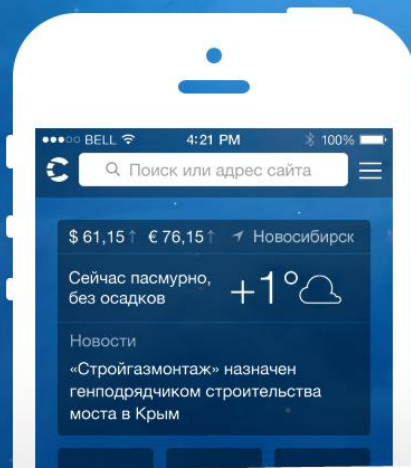 BELL 4:21 PM 100%
Поиск или адрес сайта
$ 61,15↑ € 76,15↑ Новосибирск
Сейчас пасмурно,
без осадков
+1°
Новости
«Стройгазмонтаж» назначен
генподрядчиком строительства
моста в Крым